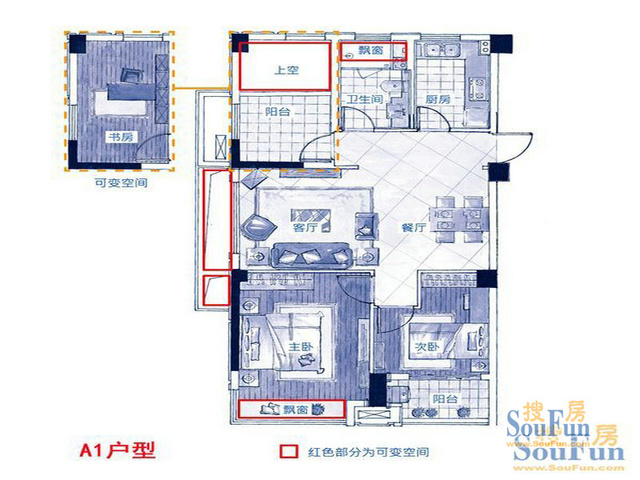 上空
飘窗
阳台
卫生间
厨房
书房
可变空间
客厅
餐厅
主卧
次卧
飘窗
阳台
A1户型
红色部分为可变空间
搜房
SouFun
www.SouFun.com
搜房
SouFun
www.SouFun.com